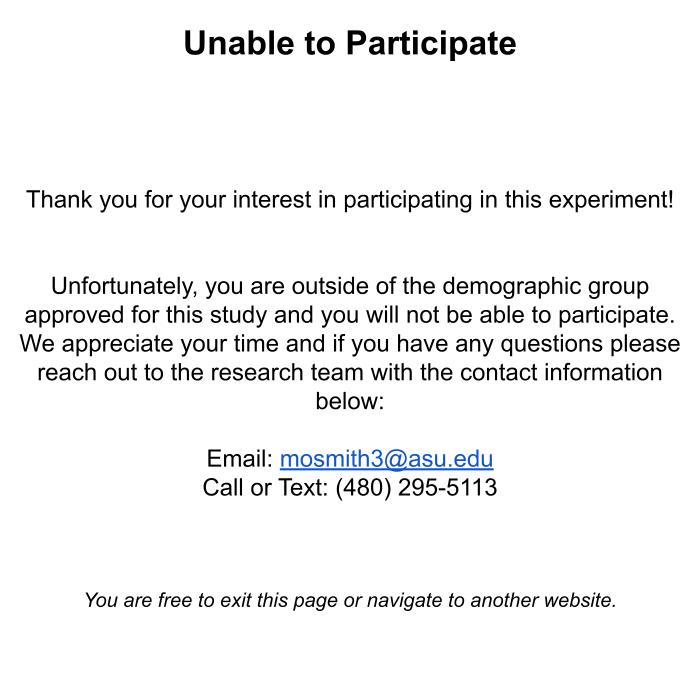 Unable to Participate
Thank you for your interest in participating in this experiment!
Unfortunately, you are outside of the demographic group
approved for this study and you will not be able to participate.
We appreciate your time and if you have any questions please
reach out to the research team with the contact information
below:
Email: mosmith3@asu.edu
Call or Text: (480) 295-5113
You are free to exit this page or navigate to another website.